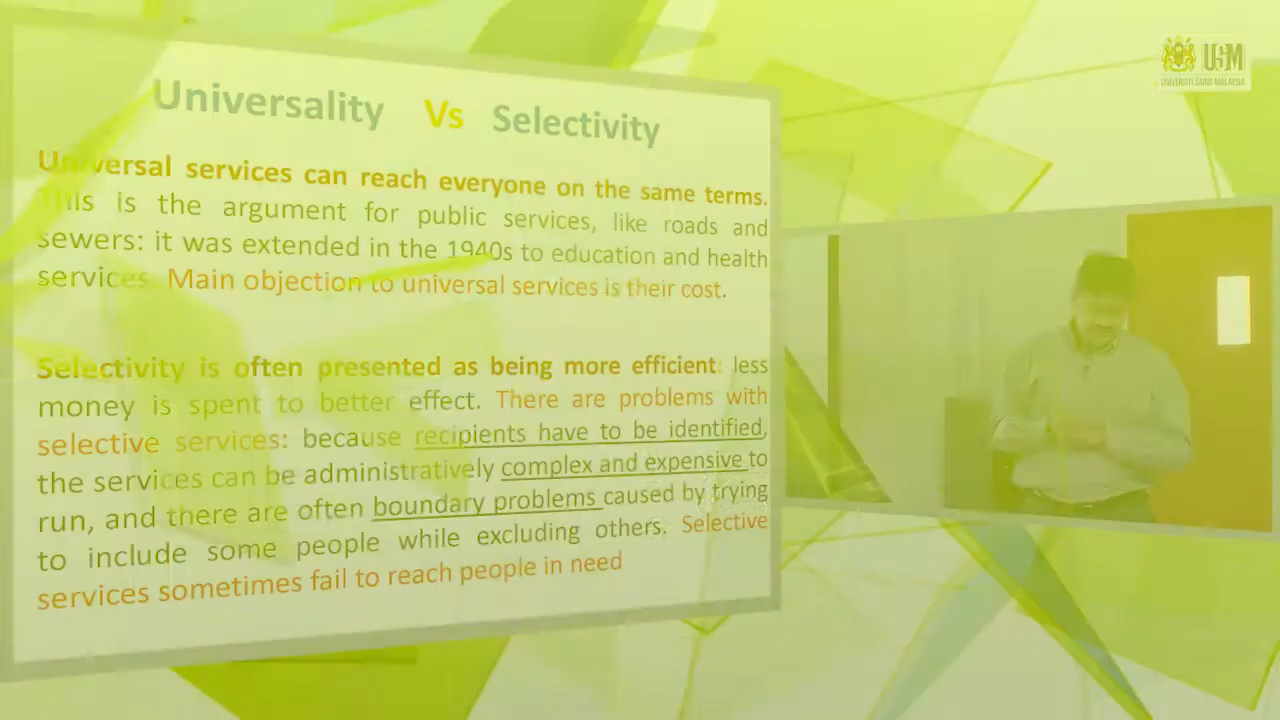 Universality Vs Selectivity
Universal services can reach everyone on the same terms.
This is the argument for public services, like roads and
sewers: it was extended in the 1940s to education and health
services. Main objection to universal services is their cost.
Selectivity is often presented as being more efficient: less
money is spent to better effect. There are problems with
selective services: because recipients have to be identified,
the services can be administratively complex and expensive to
run, and there are often boundary problems caused by trying
to include some people while excluding others. Selective
services sometimes fail to reach people in need
USM
UNIVERSITI SAINS MALAYSIA